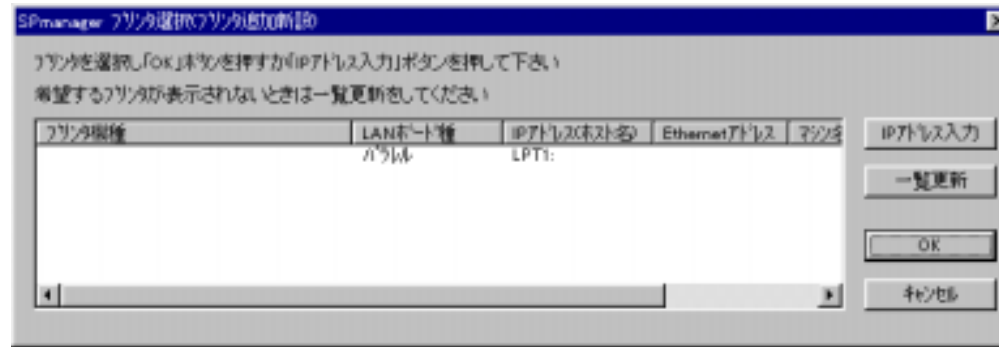 SPmanager プリンタ選択(プリンタ追加確認)
プリンタを選択し「OK」ボタンを押すか「IPアドレス入力」ボタンを押して下さい
希望するプリンタが表示されないときは一覧更新をしてください
プリンタ機種 LANボード種 IPアドレス(ホスト名) Ethernetアドレス マシン名
パラレル LPT1:
IPアドレス入力
一覧更新
OK
キャンセル